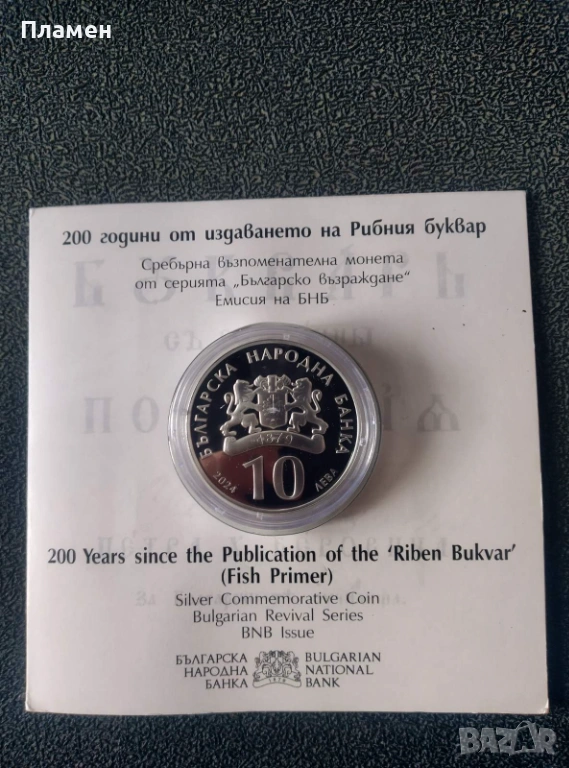 Пламен
200 години от издаването на Рибния буквар
Сребърна възпоменателна монета
от серията „Българско възраждане“
Емисия на БНБ
БЪЛГАРСКА НАРОДНА БАНКА
1879
2024
10
ЛЕВА
200 Years since the Publication of the ‘Riben Bukvar’
(Fish Primer)
Silver Commemorative Coin
Bulgarian Revival Series
BNB Issue
БЪЛГАРСКА
НАРОДНА
БАНКА
BULGARIAN
NATIONAL
BANK
BAZAR